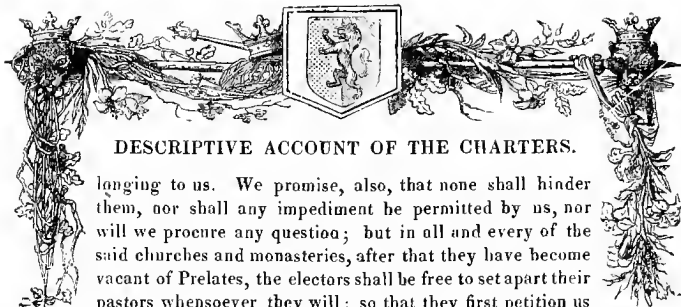 DESCRIPTIVE ACCOUNT OF THE CHARTERS.
longing to us. We promise, also, that none shall hinder
them, nor shall any impediment be permitted by us, nor
will we procure any question; but in all and every of the
said churches and monasteries, after that they have become
vacant of Prelates, the electors shall be free to set apart their
pastors whensoever they will; so that they first petition us